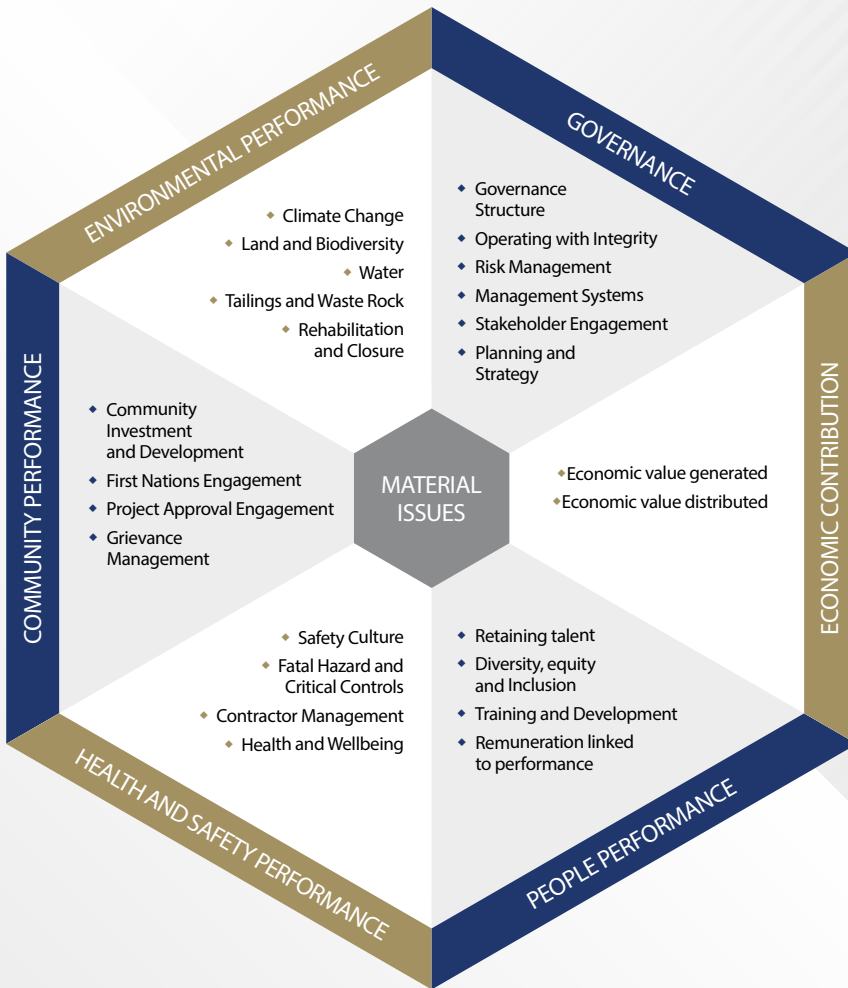 ENVIRONMENTAL PERFORMANCE
Climate Change
Land and Biodiversity
Water
Tailings and Waste Rock
Rehabilitation
and Closure
GOVERNANCE
Governance
Structure
Operating with Integrity
Risk Management
Management Systems
Stakeholder Engagement
Planning and
Strategy
COMMUNITY PERFORMANCE
Community
Investment
and Development
First Nations Engagement
Project Approval Engagement
Grievance
Management
MATERIAL
ISSUES
ECONOMIC CONTRIBUTION
Economic value generated
Economic value distributed
HEALTH AND SAFETY PERFORMANCE
Safety Culture
Fatal Hazard and
Critical Controls
Contractor Management
Health and Wellbeing
PEOPLE PERFORMANCE
Retaining talent
Diversity, equity
and Inclusion
Training and Development
Remuneration linked
to performance